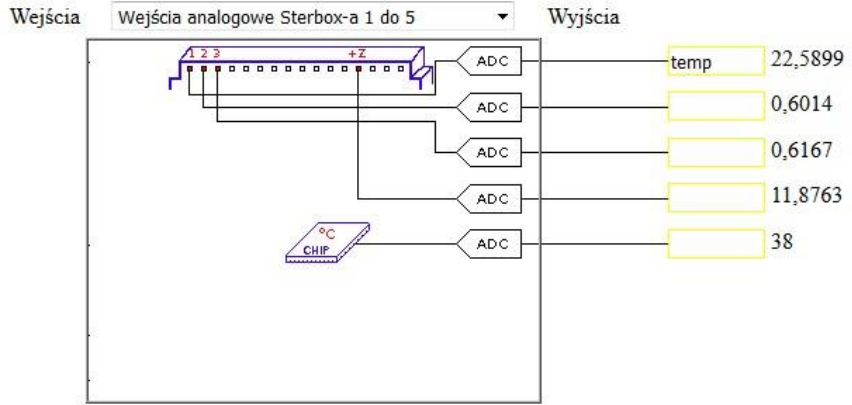 Wejścia Wejścia analogowe Sterbox-a 1 do 5 Wyjścia
1 2 3 +Z ADC temp 22,5899
ADC 0,6014
ADC 0,6167
ADC 11,8763
°C
CHIP ADC 38